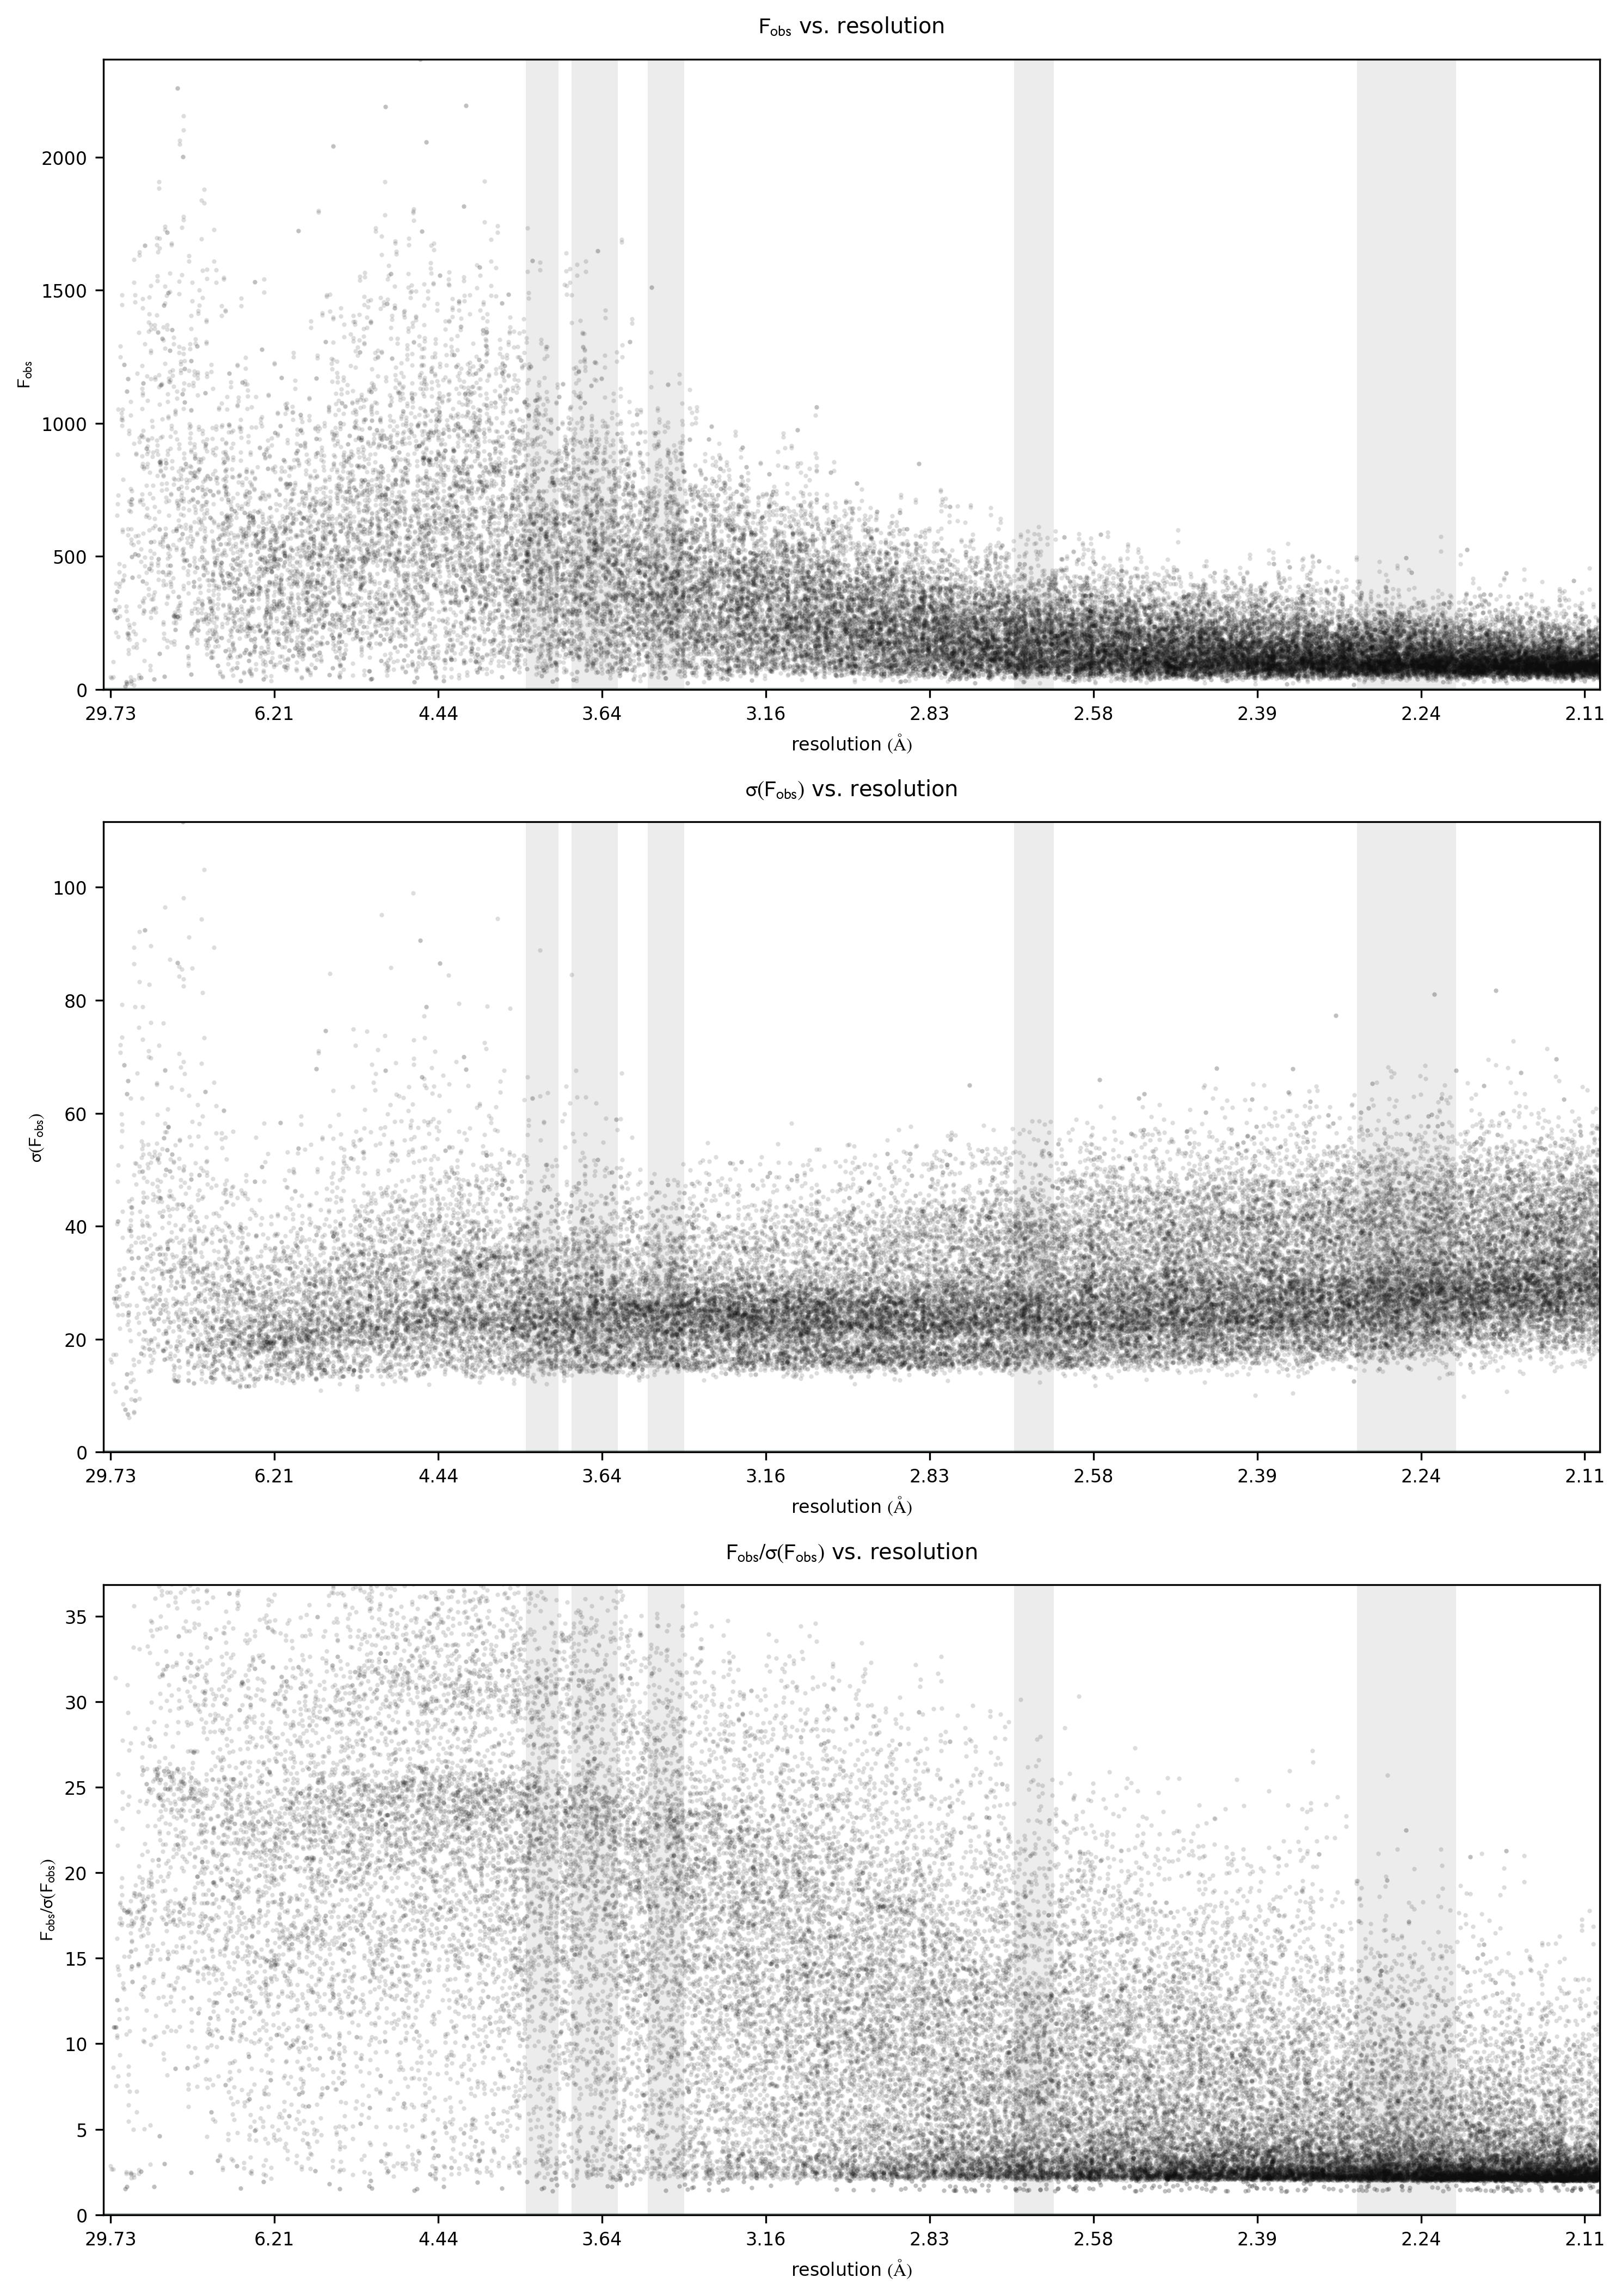 Fobs vs. resolution
2000
1500
1000
500
0
Fobs
29.73 6.21 4.44 3.64 3.16 2.83 2.58 2.39 2.24 2.11
resolution (Å)
σ(Fobs) vs. resolution
100
80
60
40
20
0
σ(Fobs)
29.73 6.21 4.44 3.64 3.16 2.83 2.58 2.39 2.24 2.11
resolution (Å)
Fobs/σ(Fobs) vs. resolution
35
30
25
20
15
10
5
0
Fobs/σ(Fobs)
29.73 6.21 4.44 3.64 3.16 2.83 2.58 2.39 2.24 2.11
resolution (Å)